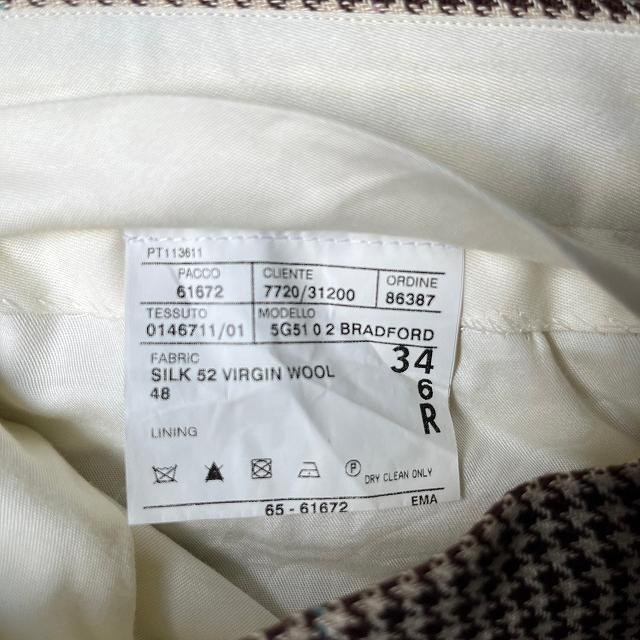 PT113611
PACCO CLIENTE ORDINE
61672 7720/31200 86387
TESSUTO MODELLO
0146711/01 5G51 0 2 BRADFORD
FABRIC 34
SILK 52 VIRGIN WOOL 6
48 R
LINING
P DRY CLEAN ONLY
65 - 61672 EMA